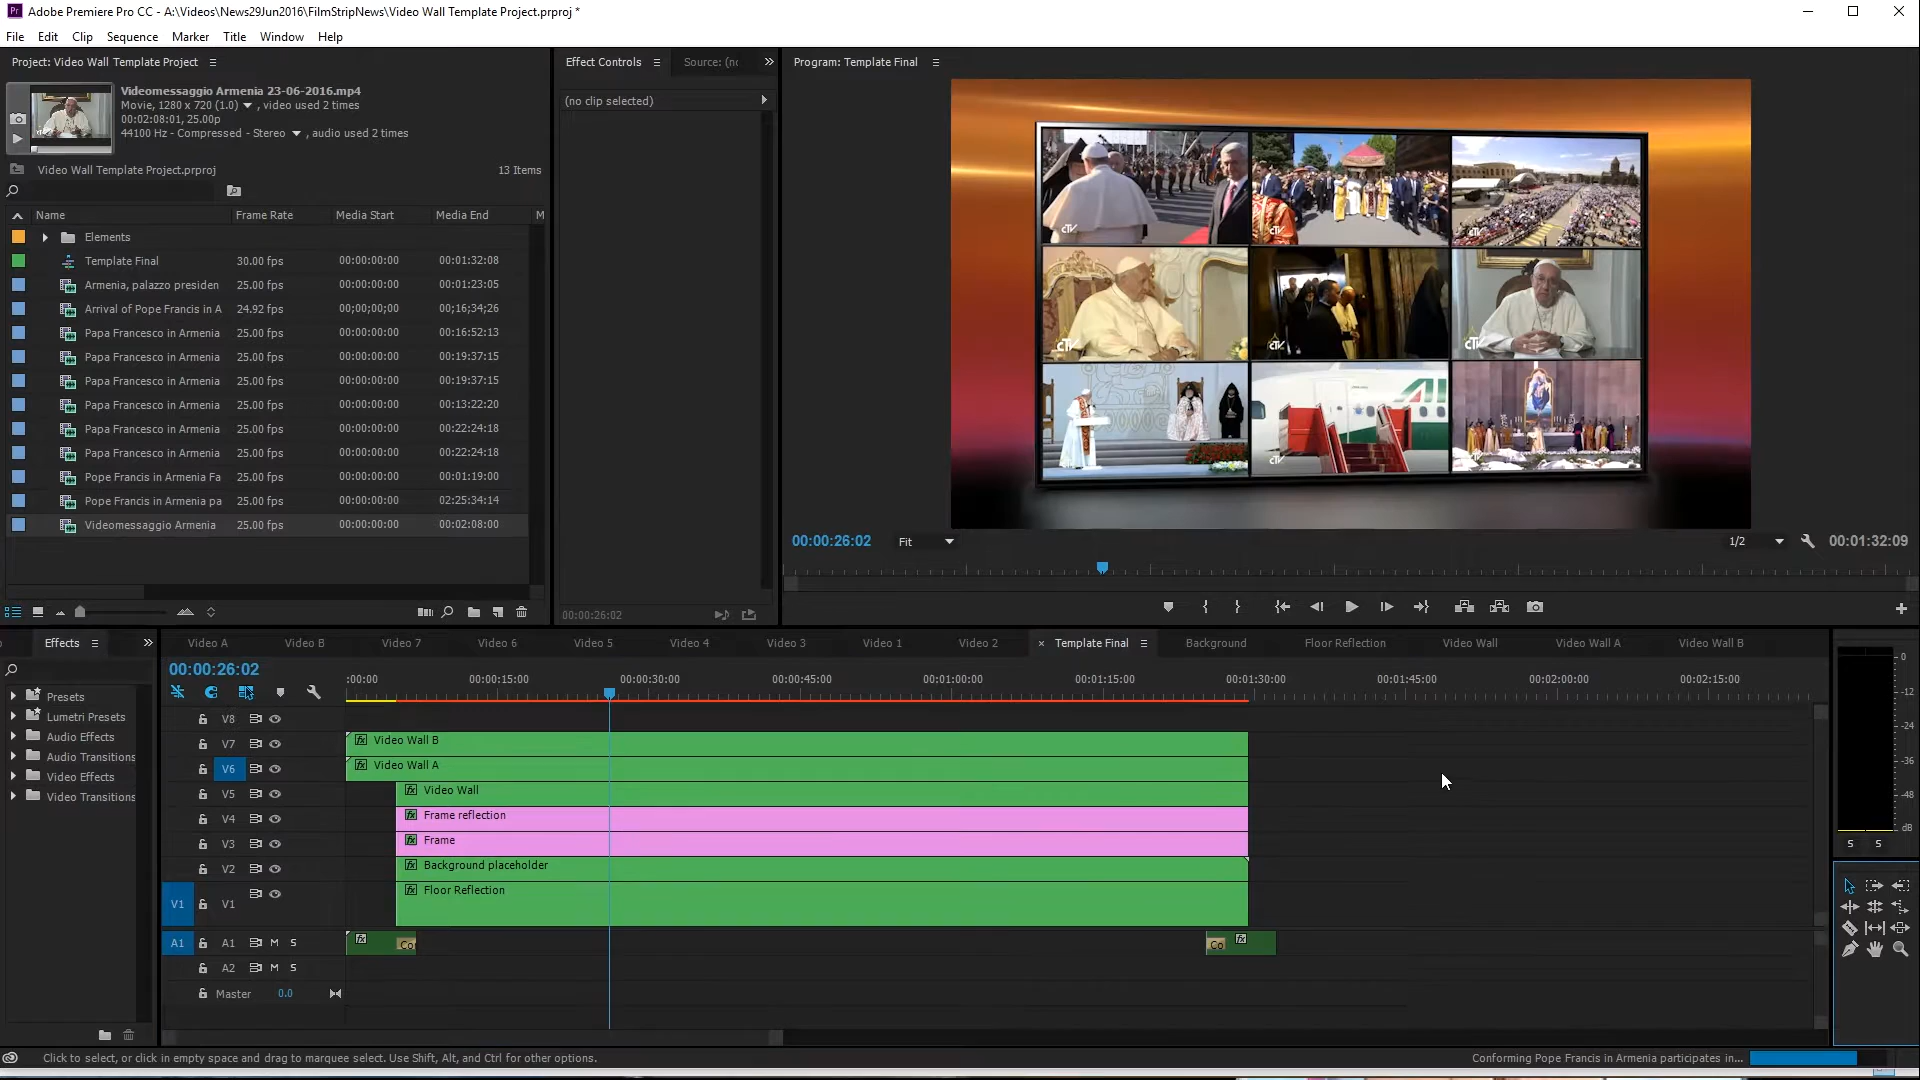 Pr Adobe Premiere Pro CC - A:\Videos\News29Jun2016\FilmStripNews\Video Wall Template Project.prproj *
File Edit Clip Sequence Marker Title Window Help
Project: Video Wall Template Project
Videomessaggio Armenia 23-06-2016.mp4
Movie, 1280 x 720 (1.0) , video used 2 times
00:02:08:01, 25.00p
44100 Hz - Compressed - Stereo , audio used 2 times
Video Wall Template Project.prproj 13 Items
Name Frame Rate Media Start Media End M
Elements
Template Final 30.00 fps 00:00:00:00 00:01:32:08
Armenia, palazzo presiden 25.00 fps 00:00:00:00 00:01:23:05
Arrival of Pope Francis in A 24.92 fps 00;00;00;00 00;16;34;26
Papa Francesco in Armenia 25.00 fps 00:00:00:00 00:16:52:13
Papa Francesco in Armenia 25.00 fps 00:00:00:00 00:19:37:15
Papa Francesco in Armenia 25.00 fps 00:00:00:00 00:19:37:15
Papa Francesco in Armenia 25.00 fps 00:00:00:00 00:13:22:20
Papa Francesco in Armenia 25.00 fps 00:00:00:00 00:22:24:18
Papa Francesco in Armenia 25.00 fps 00:00:00:00 00:22:24:18
Pope Francis in Armenia Fa 25.00 fps 00:00:00:00 00:01:19:00
Pope Francis in Armenia pa 25.00 fps 00:00:00:00 02:25:34:14
Videomessaggio Armenia 25.00 fps 00:00:00:00 00:02:08:00
Effect Controls Source: (no
(no clip selected)
00:00:26:02
Program: Template Final
00:00:26:02 Fit 1/2 00:01:32:09
Effects
Presets
Lumetri Presets
Audio Effects
Audio Transitions
Video Effects
Video Transitions
Video A Video B Video 7 Video 6 Video 5 Video 4 Video 3 Video 1 Video 2 × Template Final Background Floor Reflection Video Wall Video Wall A Video Wall B
00:00:26:02
:00:00 00:00:15:00 00:00:30:00 00:00:45:00 00:01:00:00 00:01:15:00 00:01:30:00 00:01:45:00 00:02:00:00 00:02:15:00
V8
V7 fx Video Wall B
V6 fx Video Wall A
V5 fx Video Wall
V4 fx Frame reflection
V3 fx Frame
V2 fx Background placeholder
V1 V1 fx Floor Reflection
A1 A1 M S fx Co fx
A2 M S
Master 0.0
0
-12
-24
-36
-48
dB
S S
Click to select, or click in empty space and drag to marquee select. Use Shift, Alt, and Ctrl for other options.
Conforming Pope Francis in Armenia participates in...